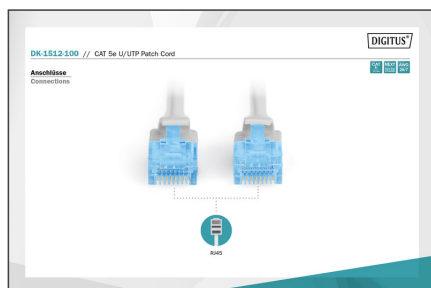 DIGITUS®
DK-1512-100 // CAT 5e U/UTP Patch Cord
Anschlüsse
Connections
RJ45